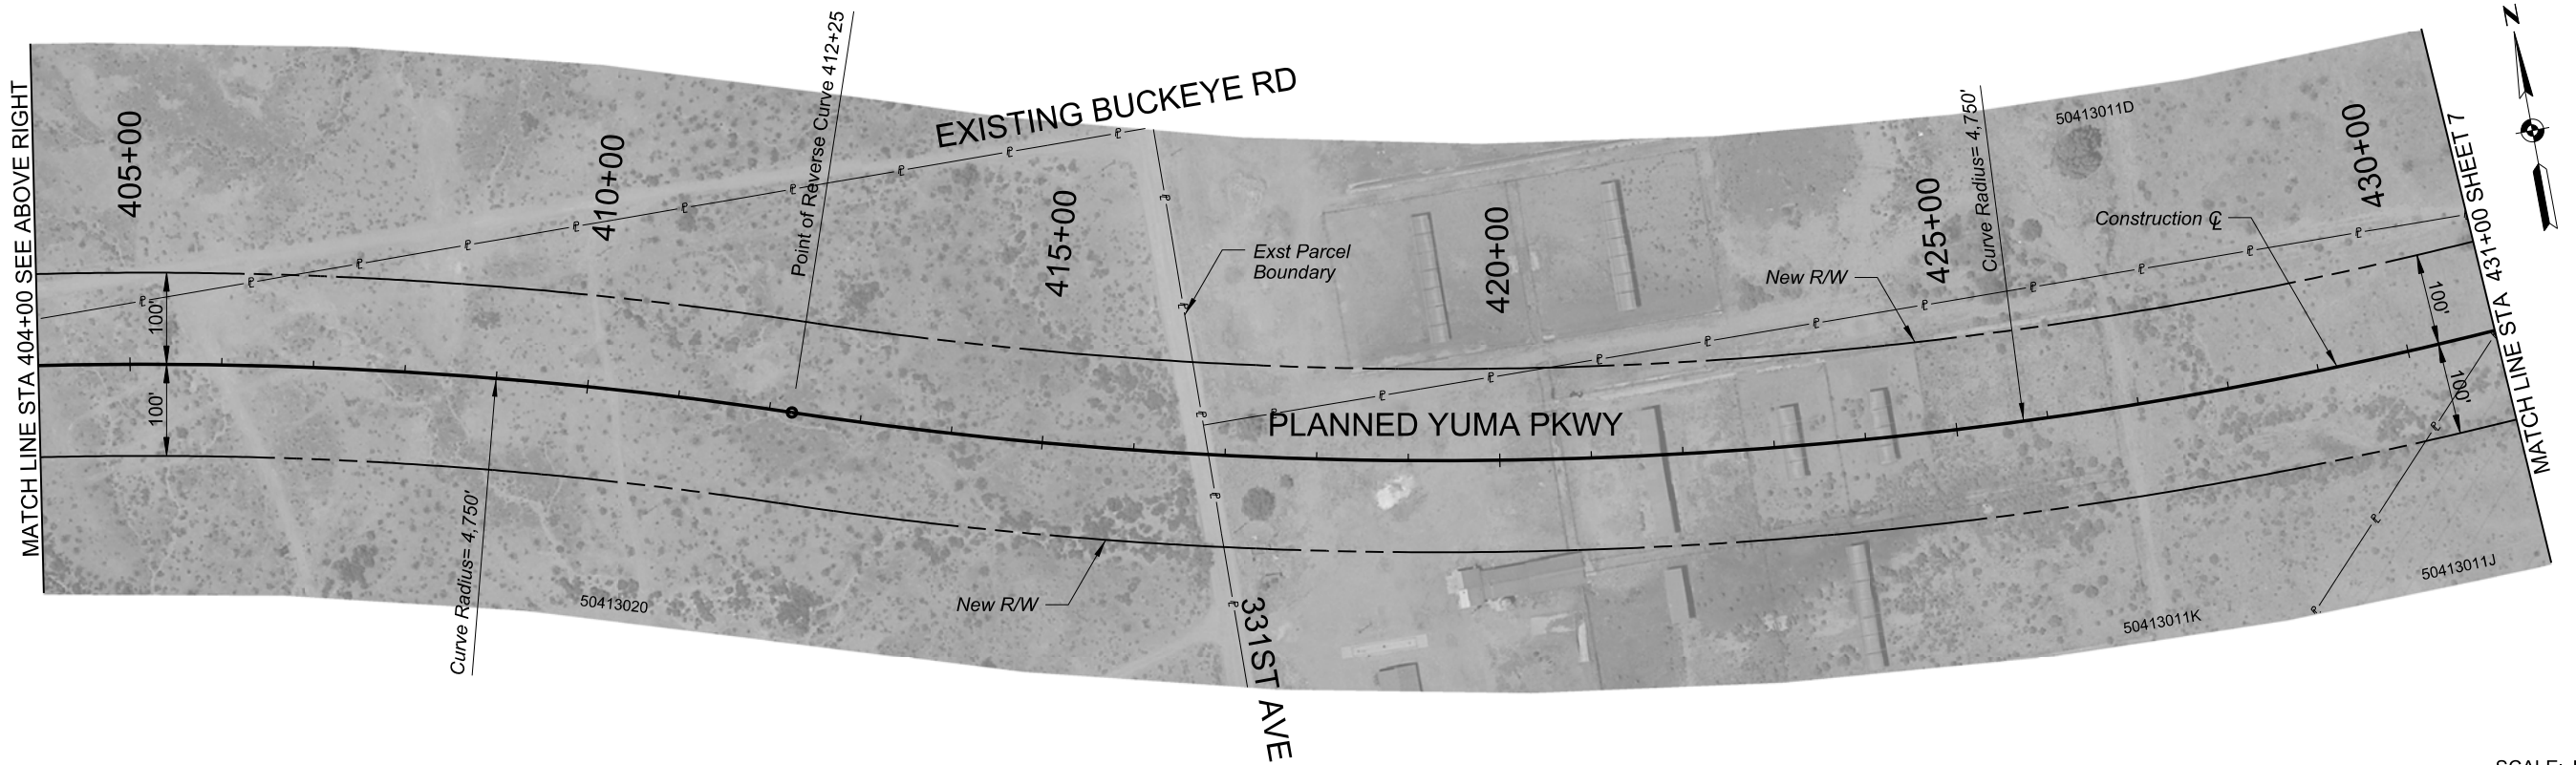 MATCH LINE STA 404+00 SEE ABOVE RIGHT
405+00
410+00
Point of Reverse Curve 412+25
EXISTING BUCKEYE RD
415+00
Exst Parcel
Boundary
420+00
425+00
Curve Radius= 4,750'
50413011D
430+00
Construction ℄
New R/W
N
MATCH LINE STA 431+00 SHEET 7
100'
100'
100'
100'
PLANNED YUMA PKWY
Curve Radius= 4,750'
50413020
New R/W
331ST AVE
50413011K
50413011J